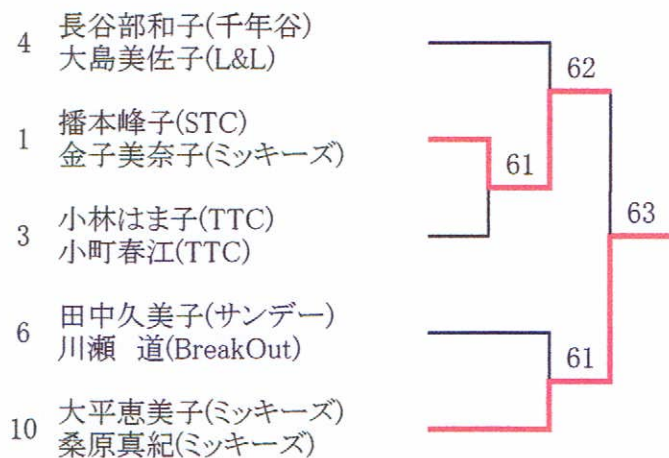 4 長谷部和子(千年谷)
大島美佐子(L&L)
62
1 播本峰子(STC)
金子美奈子(ミッキーズ)
61
3 小林はま子(TTC)
小町春江(TTC)
63
6 田中久美子(サンデー)
川瀬 道(BreakOut)
61
10 大平恵美子(ミッキーズ)
桑原真紀(ミッキーズ)